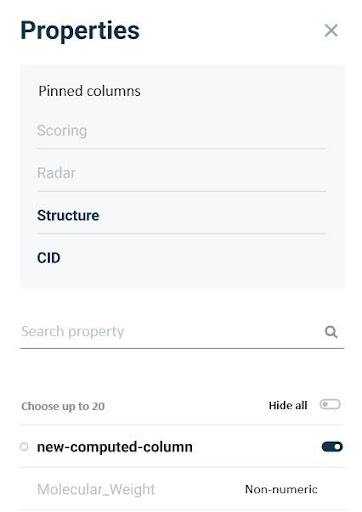 Properties
Pinned columns
Scoring
Radar
Structure
CID
Search property
Choose up to 20 Hide all
new-computed-column
Molecular_Weight Non-numeric